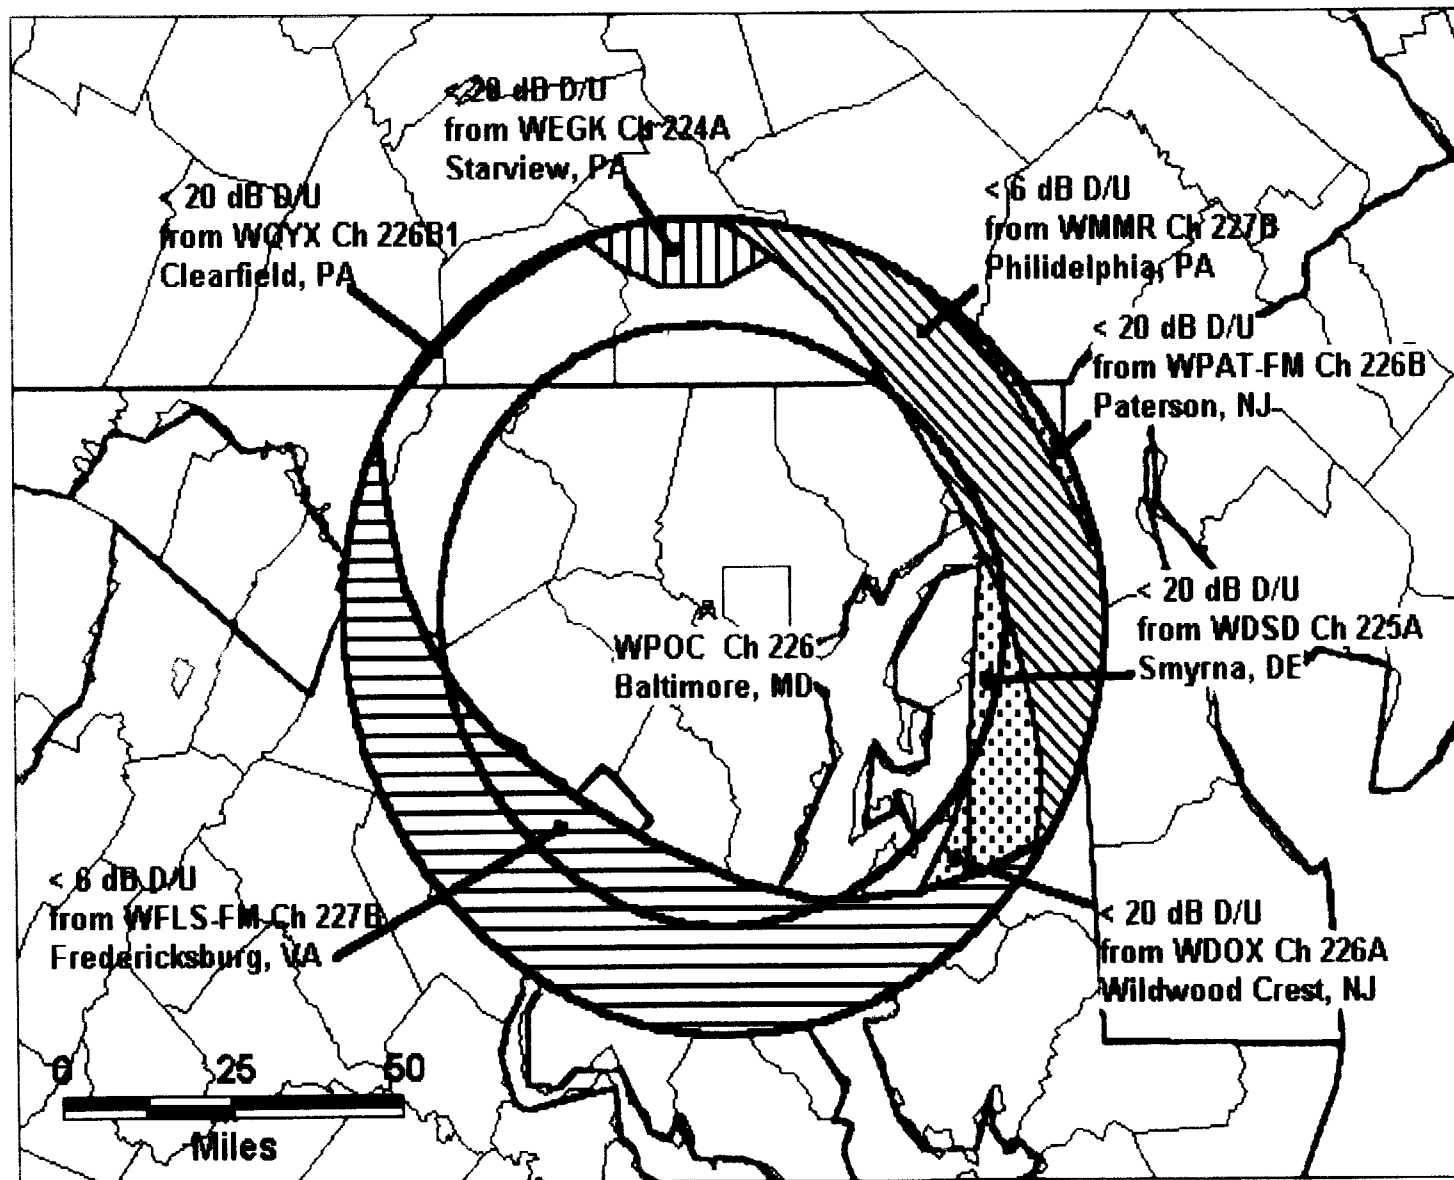 < 20 dB D/U
from WEGK Ch 224A
Starview, PA
< 20 dB D/U
from WQYX Ch 226B1
Clearfield, PA
< 6 dB D/U
from WMMR Ch 227B
Philidelphia, PA
< 20 dB D/U
from WPAT-FM Ch 226B
Paterson, NJ
< 20 dB D/U
from WDSD Ch 225A
Smyrna, DE
WPOC Ch 226
Baltimore, MD
< 6 dB D/U
from WFLS-FM Ch 227B
Fredericksburg, VA
< 20 dB D/U
from WDOX Ch 226A
Wildwood Crest, NJ
0 25 50
Miles